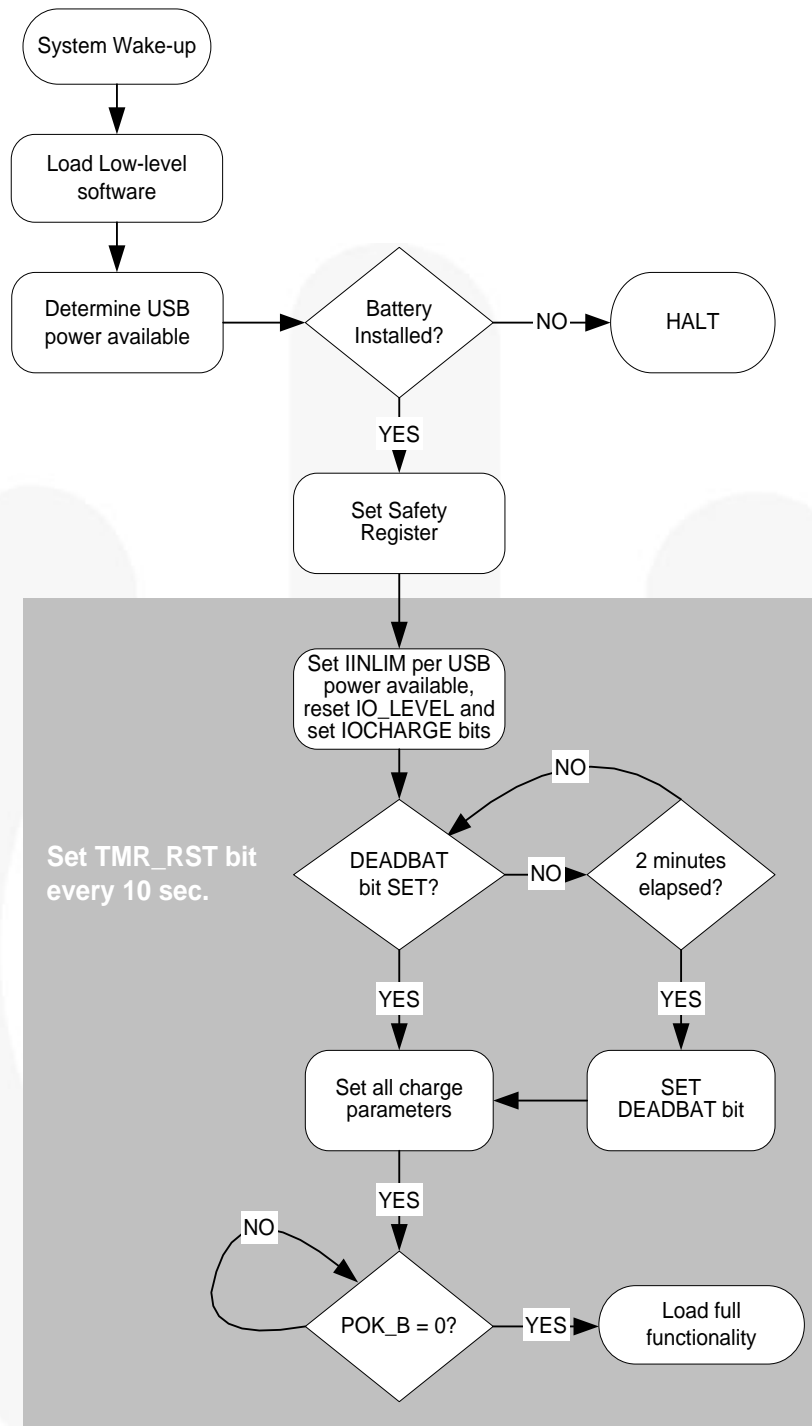 System Wake-up
Load Low-level
software
Determine USB
power available
Battery
Installed?
NO
HALT
YES
Set Safety
Register
Set IINLIM per USB
power available,
reset IO_LEVEL and
set IOCHARGE bits
NO
Set TMR_RST bit
every 10 sec.
DEADBAT
bit SET?
NO
2 minutes
elapsed?
YES
YES
Set all charge
parameters
SET
DEADBAT bit
YES
NO
POK_B = 0?
YES
Load full
functionality